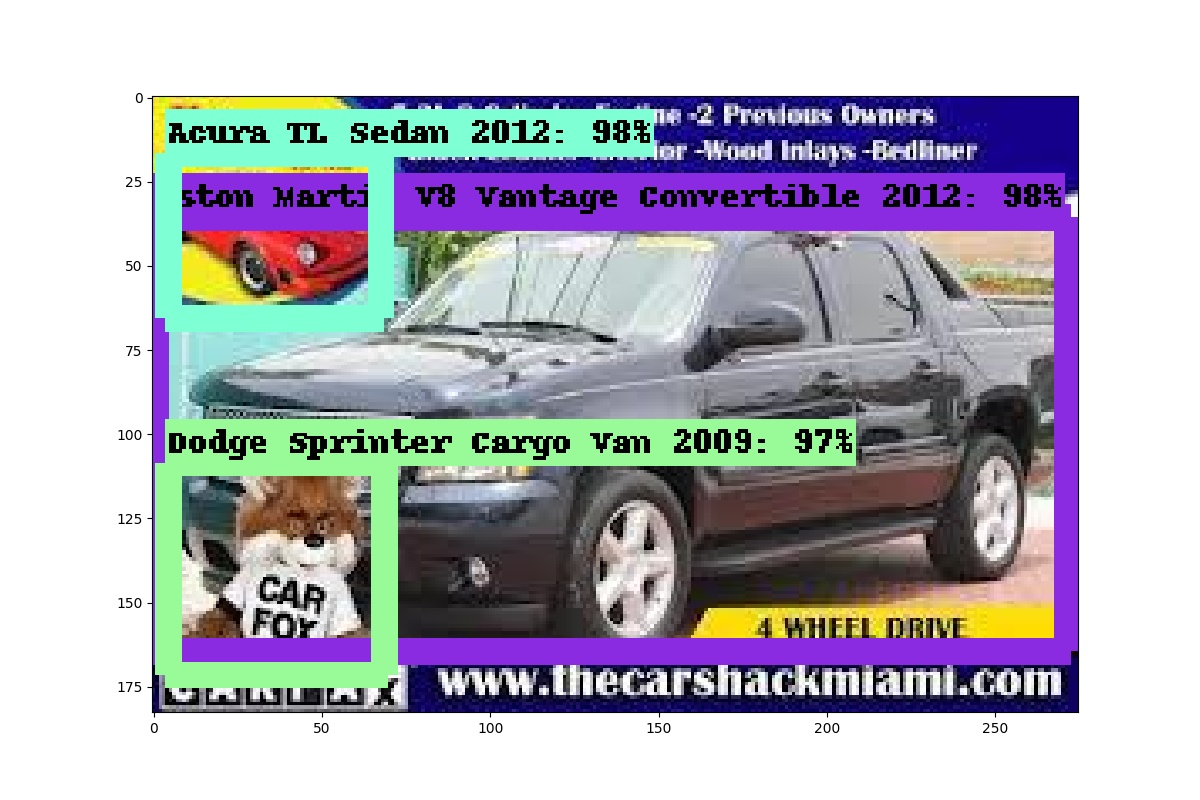 0
-2 Previous Owners
Acura TL Sedan 2012: 98%
-Wood Inlays -Bedliner
25
V8 Vantage Convertible 2012: 98%
50
75
100
Dodge Sprinter Cargo Van 2009: 97%
125
CAR
FOX
150
4 WHEEL DRIVE
175
www.thecarshackmiami.com
0
50
100
150
200
250